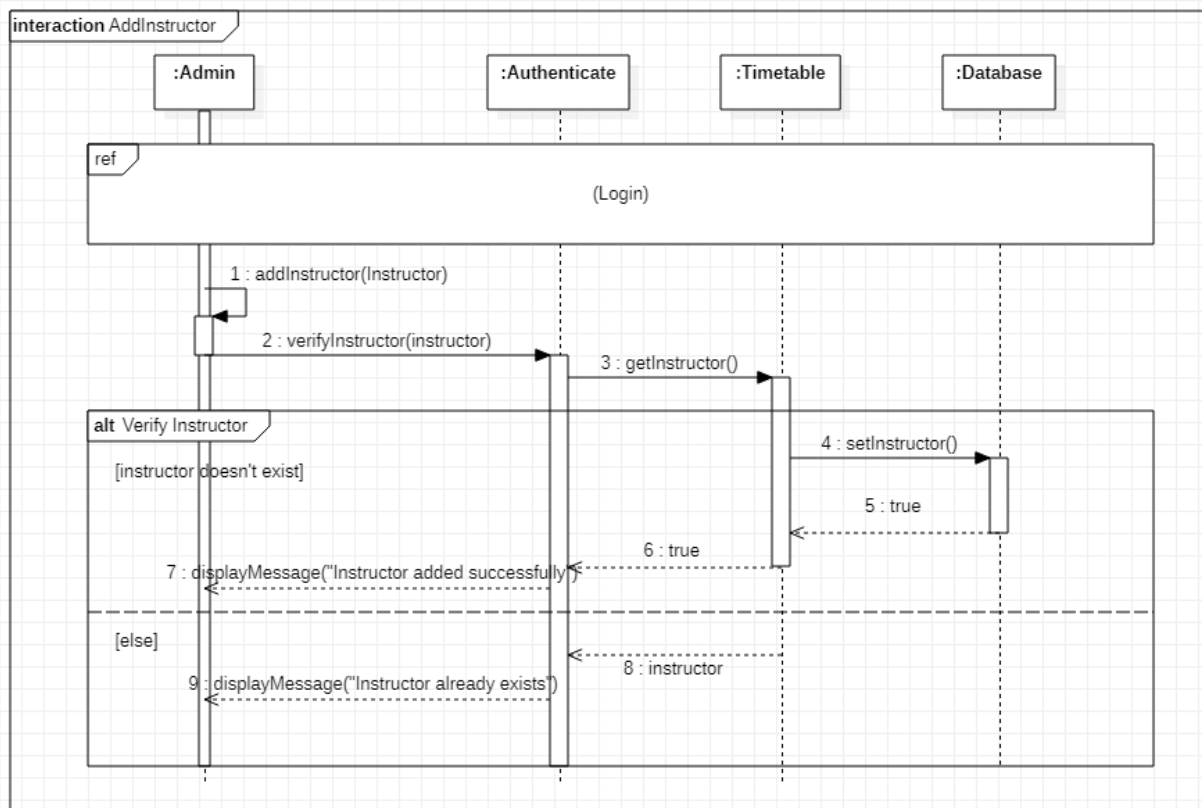 interaction AddInstructor
:Admin
:Authenticate
:Timetable
:Database
ref
(Login)
1 : addInstructor(Instructor)
2 : verifyInstructor(instructor)
3 : getInstructor()
alt Verify Instructor
4 : setInstructor()
[instructor doesn't exist]
5 : true
6 : true
7 : displayMessage("Instructor added successfully")
[else]
8 : instructor
9 : displayMessage("Instructor already exists")